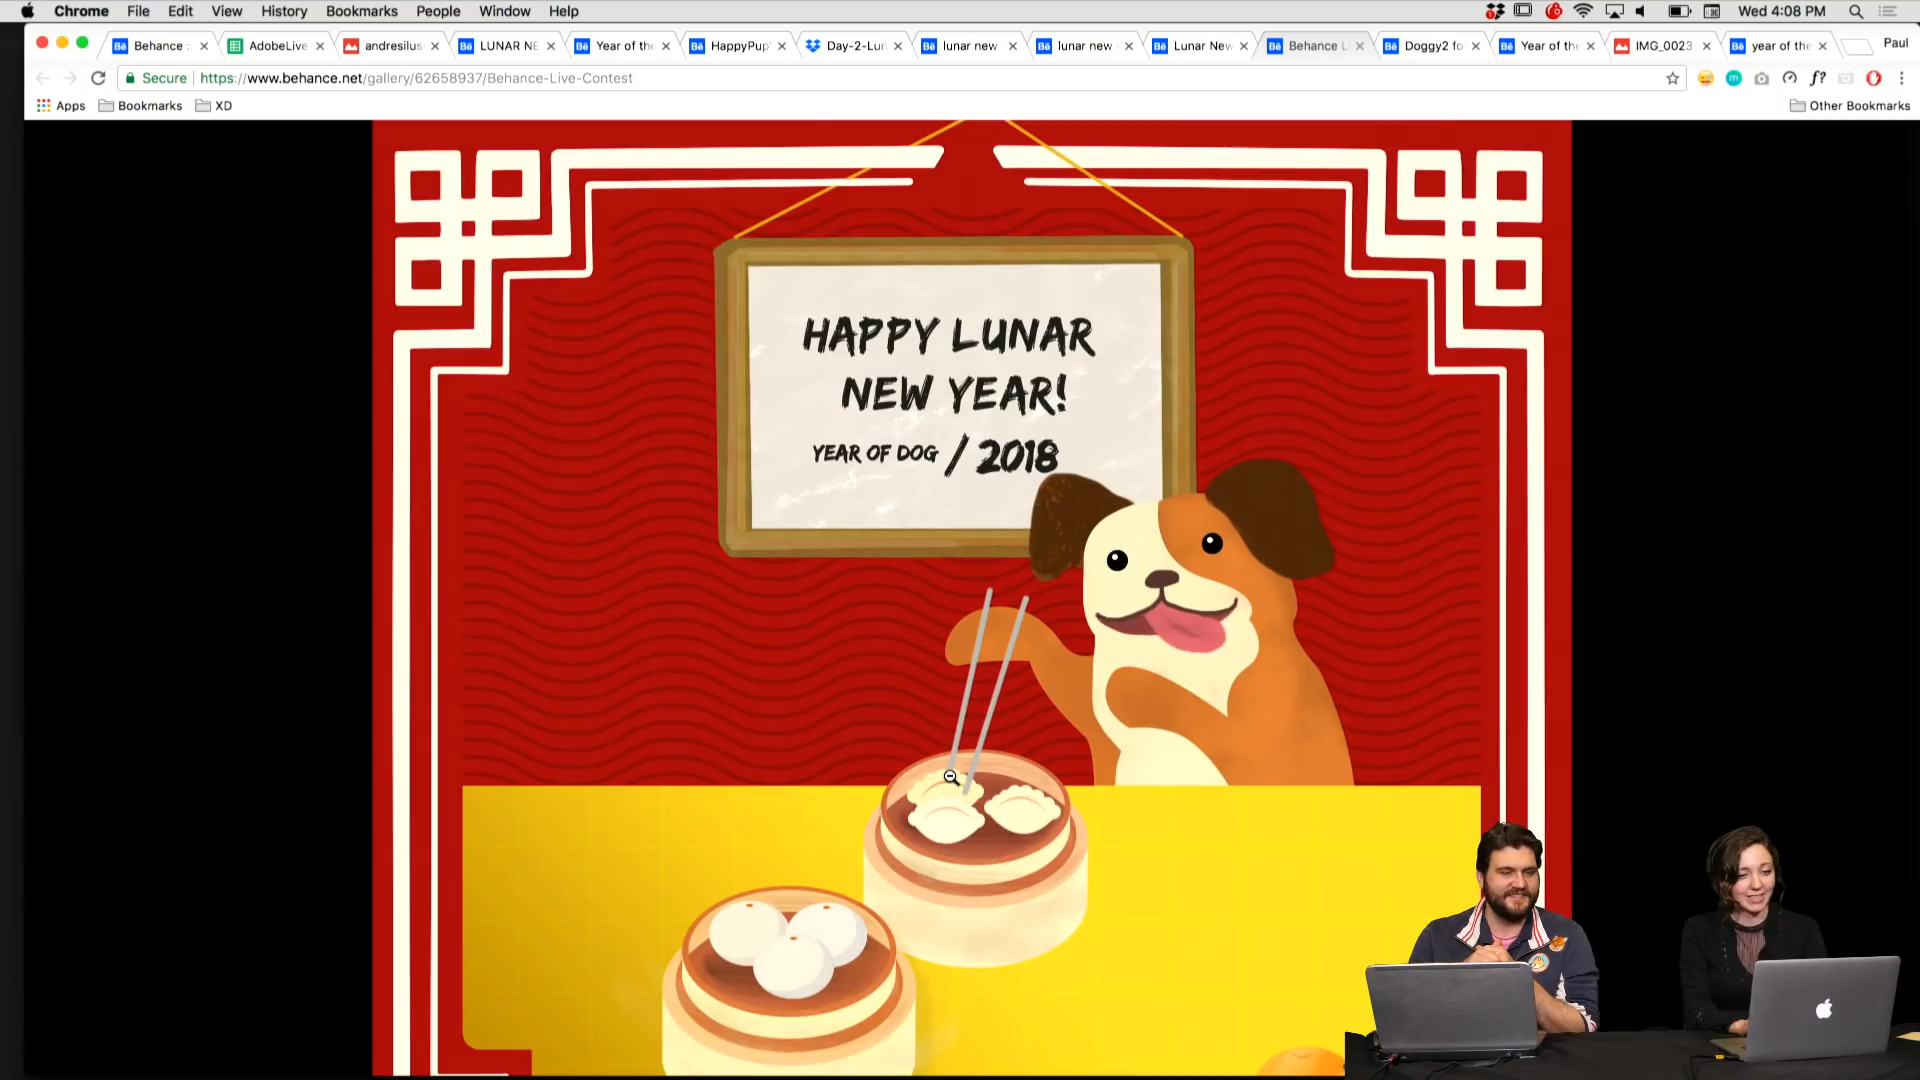 Chrome File Edit View History Bookmarks People Window Help
Wed 4:08 PM
Behance
AdobeLive
andresilus
LUNAR NE
Year of the
HappyPup
Day-2-Lun
lunar new
lunar new
Lunar New
Behance Li
Doggy2 fo
Year of the
IMG_0023
year of the
Paul
Secure https://www.behance.net/gallery/62658937/Behance-Live-Contest
Apps Bookmarks XD Other Bookmarks
HAPPY LUNAR
NEW YEAR!
YEAR OF DOG / 2018